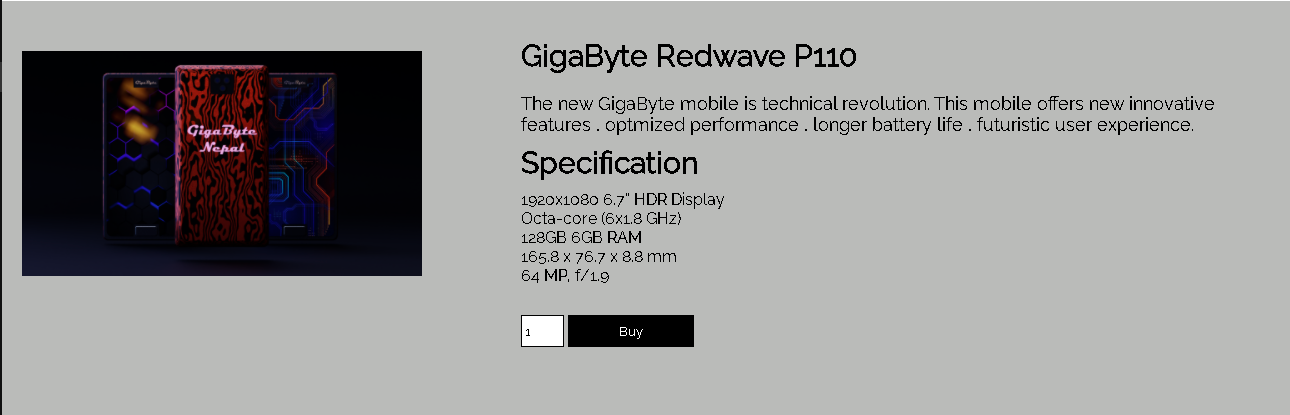 GigaByte Redwave P110
The new GigaByte mobile is technical revolution. This mobile offers new innovative
features . optmized performance . longer battery life . futuristic user experience.
GigaByte
Nepal
Specification
1920x1080 6.7" HDR Display
Octa-core (6x1.8 GHz)
128GB 6GB RAM
165.8 x 76.7 x 8.8 mm
64 MP, f/1.9
1
Buy